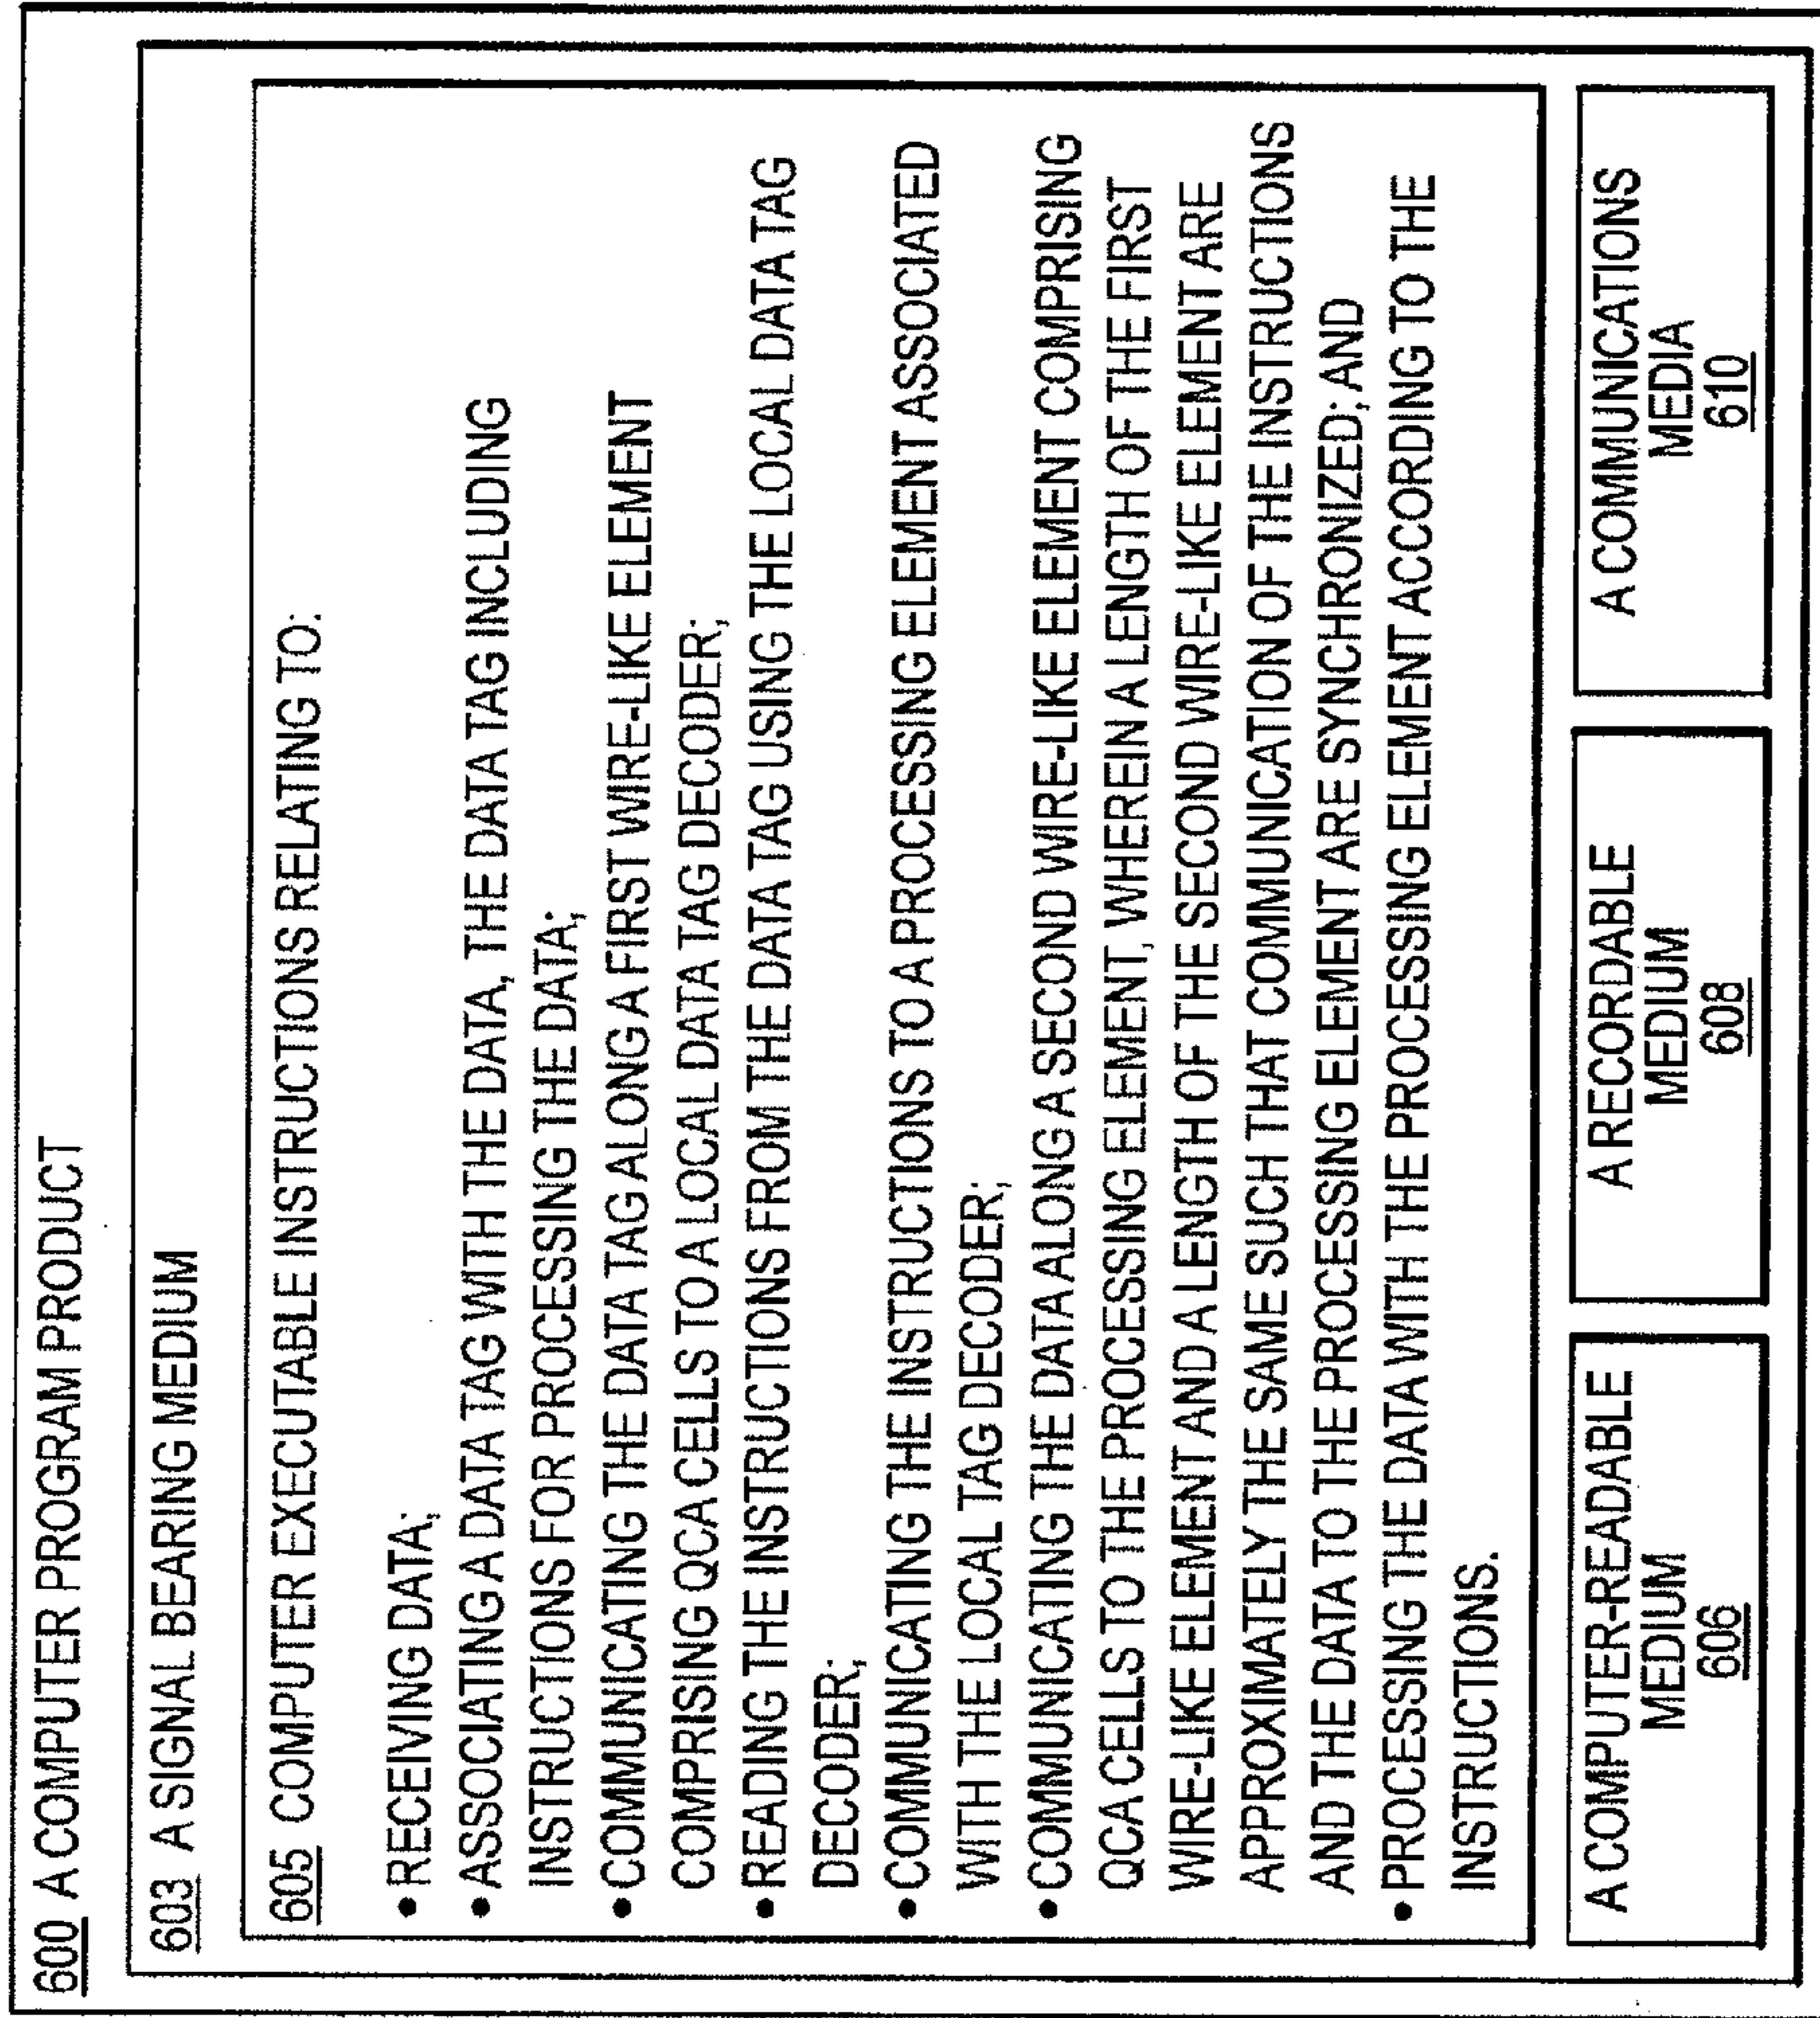 600 A COMPUTER PROGRAM PRODUCT
603 A SIGNAL BEARING MEDIUM
605 COMPUTER EXECUTABLE INSTRUCTIONS RELATING TO:
• RECEIVING DATA;
• ASSOCIATING A DATA TAG WITH THE DATA, THE DATA TAG INCLUDING
INSTRUCTIONS FOR PROCESSING THE DATA;
• COMMUNICATING THE DATA TAG ALONG A FIRST WIRE-LIKE ELEMENT
COMPRISING QCA CELLS TO A LOCAL DATA TAG DECODER;
• READING THE INSTRUCTIONS FROM THE DATA TAG USING THE LOCAL DATA TAG
DECODER;
• COMMUNICATING THE INSTRUCTIONS TO A PROCESSING ELEMENT ASSOCIATED
WITH THE LOCAL TAG DECODER;
• COMMUNICATING THE DATA ALONG A SECOND WIRE-LIKE ELEMENT COMPRISING
QCA CELLS TO THE PROCESSING ELEMENT, WHEREIN A LENGTH OF THE FIRST
WIRE-LIKE ELEMENT AND A LENGTH OF THE SECOND WIRE-LIKE ELEMENT ARE
APPROXIMATELY THE SAME SUCH THAT COMMUNICATION OF THE INSTRUCTIONS
AND THE DATA TO THE PROCESSING ELEMENT ARE SYNCHRONIZED; AND
• PROCESSING THE DATA WITH THE PROCESSING ELEMENT ACCORDING TO THE
INSTRUCTIONS.
A COMPUTER-READABLE
MEDIUM
606
A RECORDABLE
MEDIUM
608
A COMMUNICATIONS
MEDIA
610